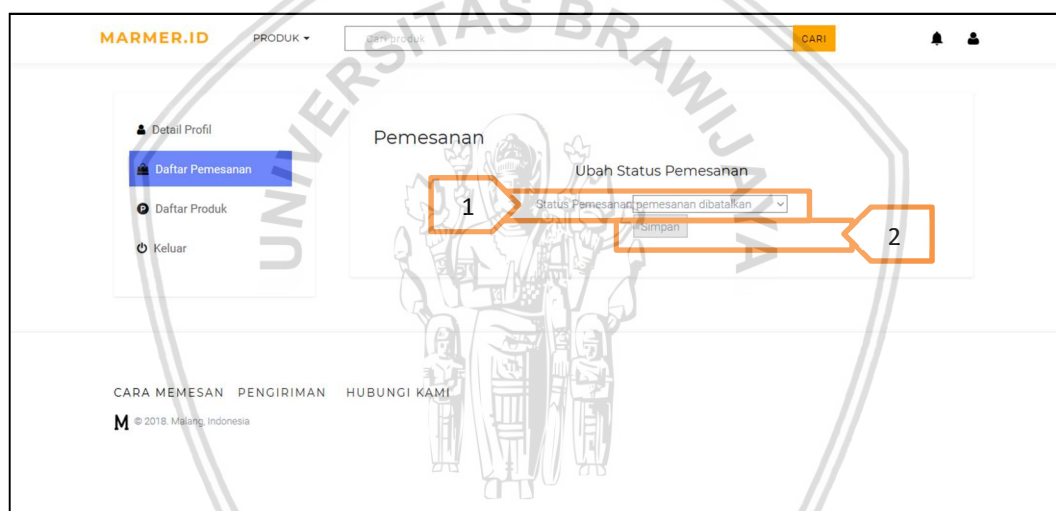 UNIVERSITAS BRAWIJAYA
MARMER.ID PRODUK Cari produk CARI
Detail Profil
Daftar Pemesanan
Daftar Produk
Keluar
Pemesanan
Ubah Status Pemesanan
1 Status Pemesanan pemesanan dibatalkan
Simpan 2
CARA MEMESAN PENGIRIMAN HUBUNGI KAMI
M © 2018. Malang, Indonesia